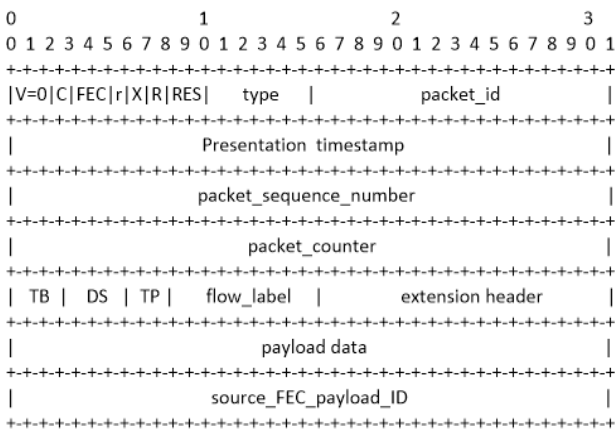 0 1 2 3
0 1 2 3 4 5 6 7 8 9 0 1 2 3 4 5 6 7 8 9 0 1 2 3 4 5 6 7 8 9 0 1
+-+-+-+-+-+-+-+-+-+-+-+-+-+-+-+-+-+-+-+-+-+-+-+-+-+-+-+-+-+-+-+-+
|V=0|C|FEC|r|X|R|RES| type | packet_id |
+-+-+-+-+-+-+-+-+-+-+-+-+-+-+-+-+-+-+-+-+-+-+-+-+-+-+-+-+-+-+-+-+
| Presentation timestamp |
+-+-+-+-+-+-+-+-+-+-+-+-+-+-+-+-+-+-+-+-+-+-+-+-+-+-+-+-+-+-+-+-+
| packet_sequence_number |
+-+-+-+-+-+-+-+-+-+-+-+-+-+-+-+-+-+-+-+-+-+-+-+-+-+-+-+-+-+-+-+-+
| packet_counter |
+-+-+-+-+-+-+-+-+-+-+-+-+-+-+-+-+-+-+-+-+-+-+-+-+-+-+-+-+-+-+-+-+
| TB | DS | TP | flow_label | extension header |
+-+-+-+-+-+-+-+-+-+-+-+-+-+-+-+-+-+-+-+-+-+-+-+-+-+-+-+-+-+-+-+-+
| payload data |
+-+-+-+-+-+-+-+-+-+-+-+-+-+-+-+-+-+-+-+-+-+-+-+-+-+-+-+-+-+-+-+-+
| source_FEC_payload_ID |
+-+-+-+-+-+-+-+-+-+-+-+-+-+-+-+-+-+-+-+-+-+-+-+-+-+-+-+-+-+-+-+-+